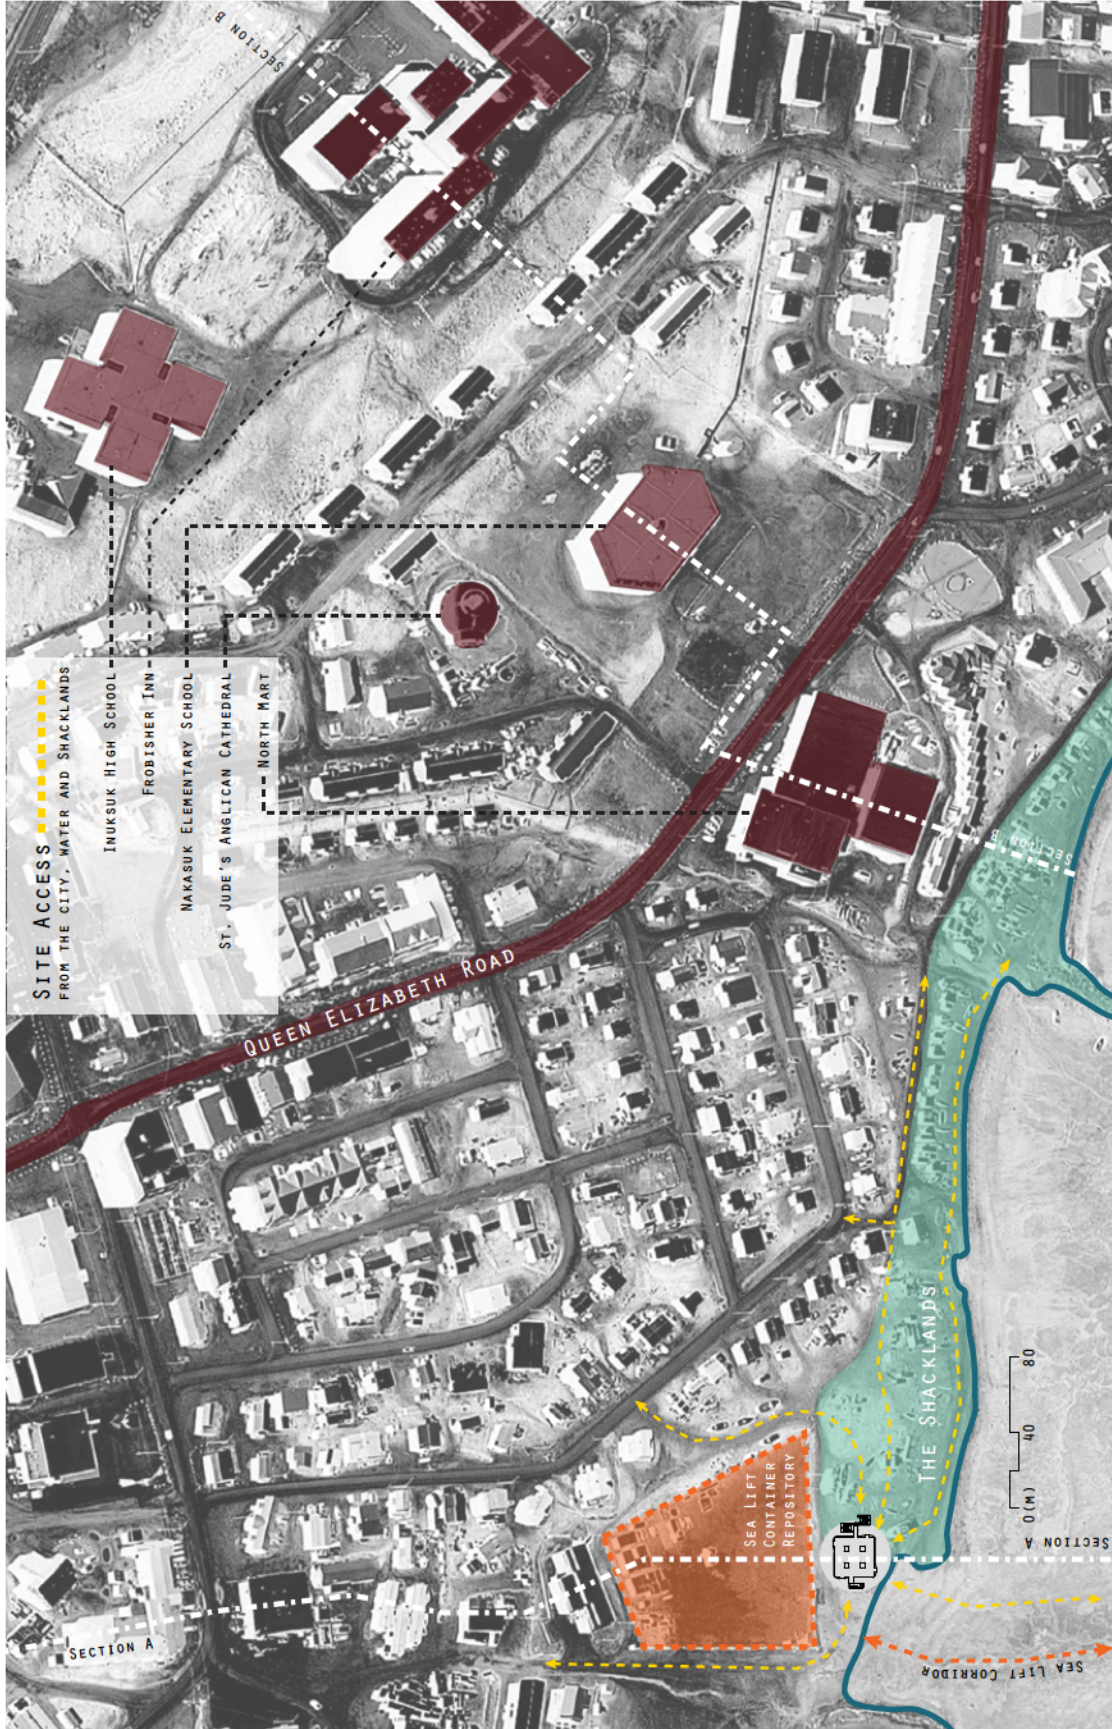 SITE ACCESS
FROM THE CITY, WATER AND SHACKLANDS
INUKSUK HIGH SCHOOL
FROBISHER INN
NAKASUK ELEMENTARY SCHOOL
ST. JUDE'S ANGLICAN CATHEDRAL
NORTH MART
SECTION A
QUEEN ELIZABETH ROAD
SECTION B
SEA LIFT
CONTAINER
REPOSITORY
THE SHACKLANDS
SECTION B
SEA LIFT CORRIDOR
SECTION A
0(M) 40 80